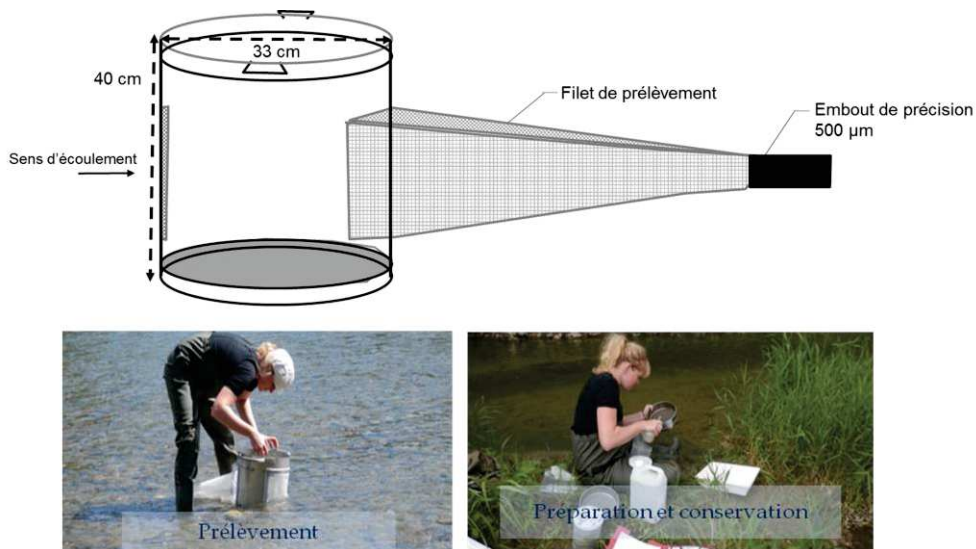 33 cm
40 cm
Filet de prélèvement
Embout de précision
500 µm
Sens d'écoulement
Prélèvement
Préparation et conservation